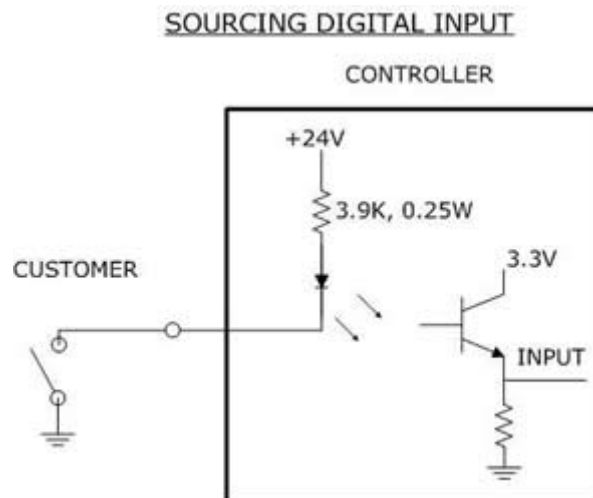 SOURCING DIGITAL INPUT
CONTROLLER
+24V
3.9K, 0.25W
CUSTOMER
3.3V
INPUT